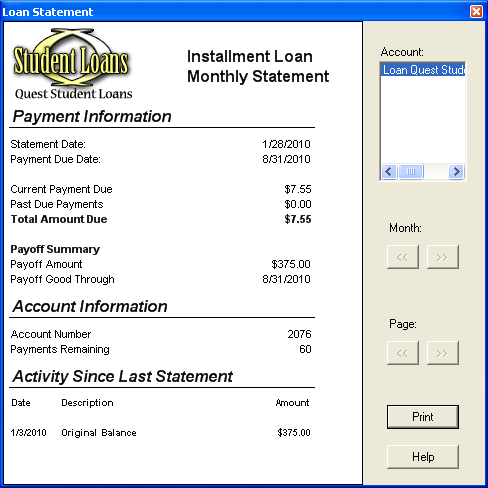 Loan Statement
Student Loans
Quest Student Loans
Installment Loan
Monthly Statement
Payment Information
Statement Date: 1/28/2010
Payment Due Date: 8/31/2010
Current Payment Due $7.55
Past Due Payments $0.00
Total Amount Due $7.55
Payoff Summary
Payoff Amount $375.00
Payoff Good Through 8/31/2010
Account Information
Account Number 2076
Payments Remaining 60
Activity Since Last Statement
Date Description Amount
1/3/2010 Original Balance $375.00
Account:
Loan Quest Stude
Month:
<< >>
Page:
<< >>
Print
Help